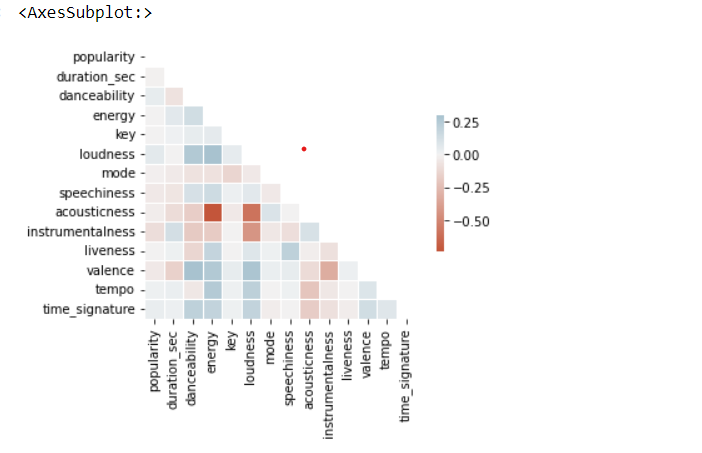 <AxesSubplot:>
popularity
duration_sec
danceability
energy
key
loudness
mode
speechiness
acousticness
instrumentalness
liveness
valence
tempo
time_signature
0.25
0.00
−0.25
−0.50
popularity
duration_sec
danceability
energy
key
loudness
mode
speechiness
acousticness
instrumentalness
liveness
valence
tempo
time_signature